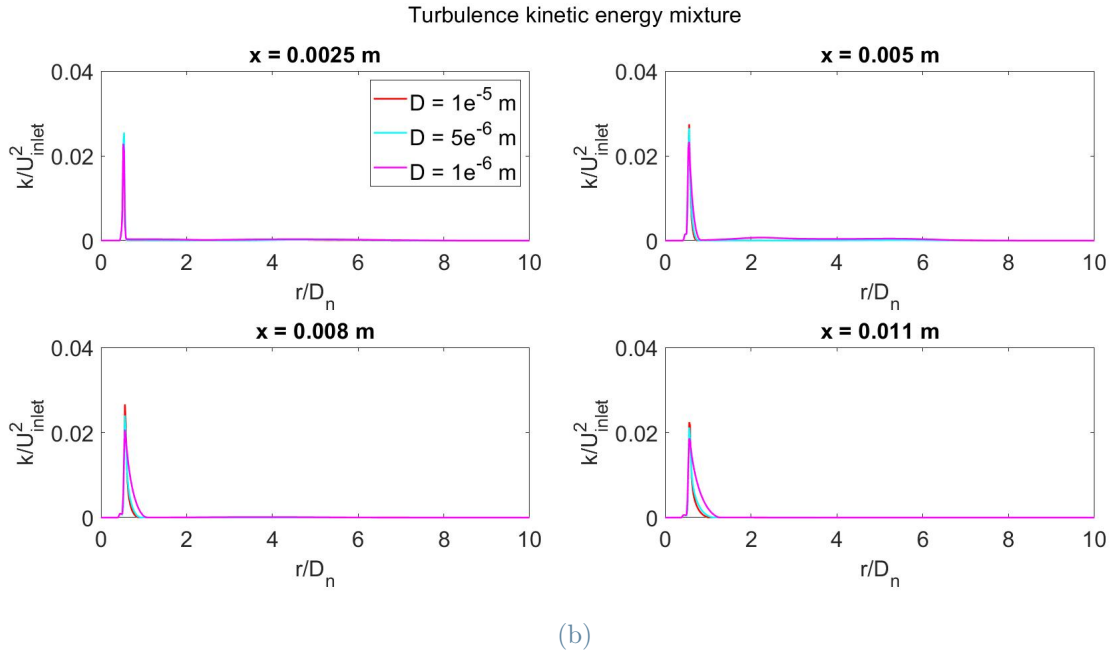 Turbulence kinetic energy mixture
x = 0.0025 m
0.04
0.02
0
k/U²inlet
D = 1e⁻⁵ m
D = 5e⁻⁶ m
D = 1e⁻⁶ m
0 2 4 6 8 10
r/Dₙ
x = 0.005 m
0.04
0.02
0
k/U²inlet
0 2 4 6 8 10
r/Dₙ
x = 0.008 m
0.04
0.02
0
k/U²inlet
0 2 4 6 8 10
r/Dₙ
x = 0.011 m
0.04
0.02
0
k/U²inlet
0 2 4 6 8 10
r/Dₙ
(b)